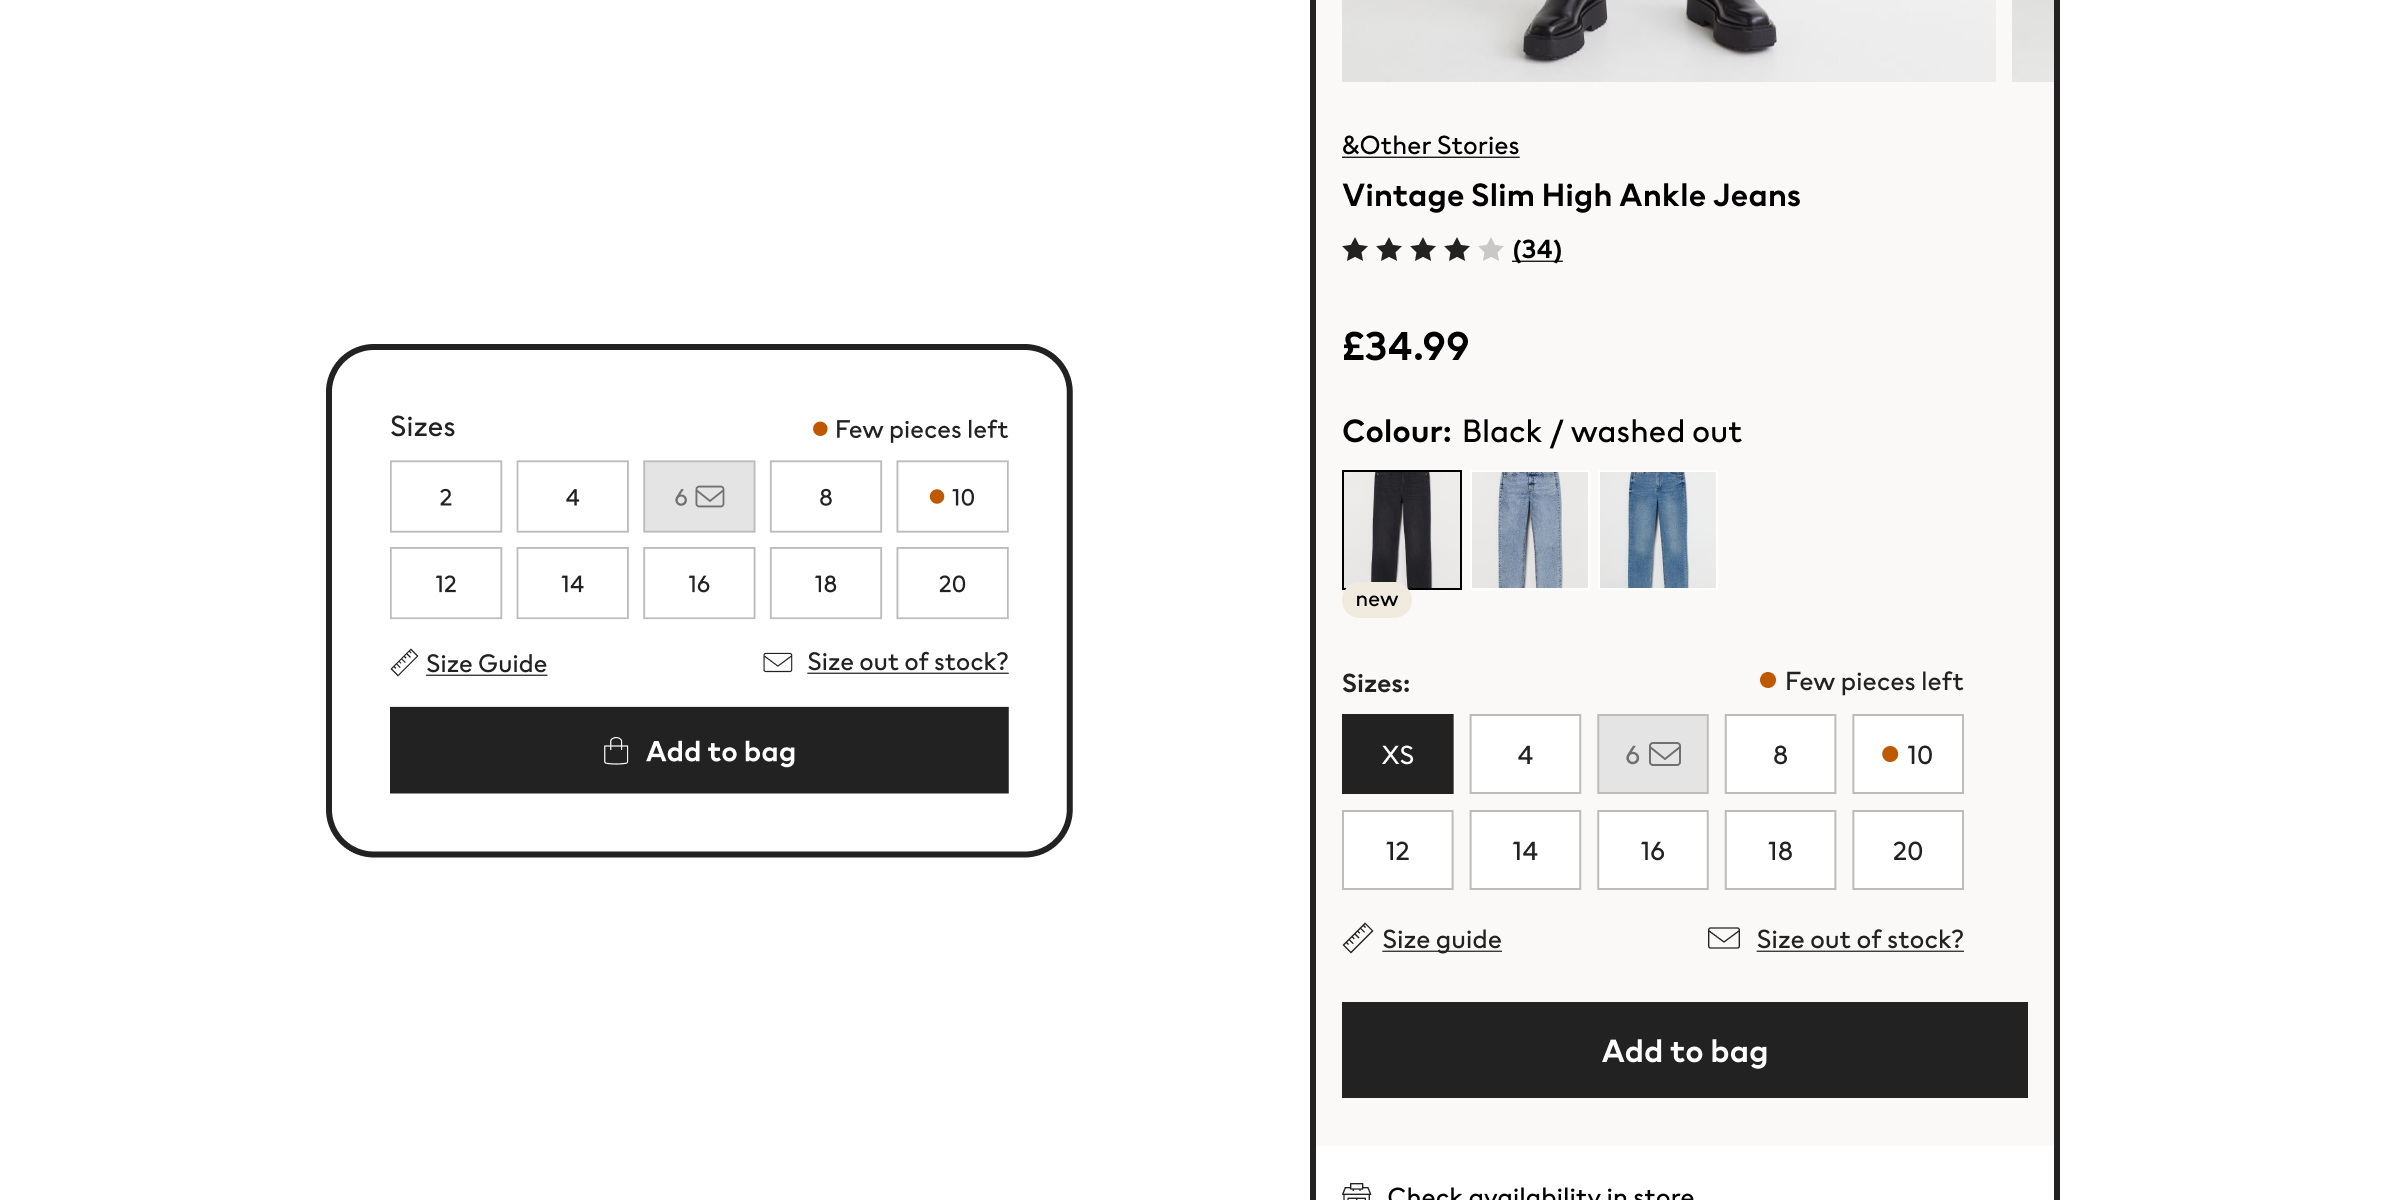 Sizes
Few pieces left
2 4 6 8 10
12 14 16 18 20
Size Guide
Size out of stock?
Add to bag
&Other Stories
Vintage Slim High Ankle Jeans
(34)
£34.99
Colour: Black / washed out
new
Sizes:
Few pieces left
XS 4 6 8 10
12 14 16 18 20
Size guide
Size out of stock?
Add to bag
Check availability in store